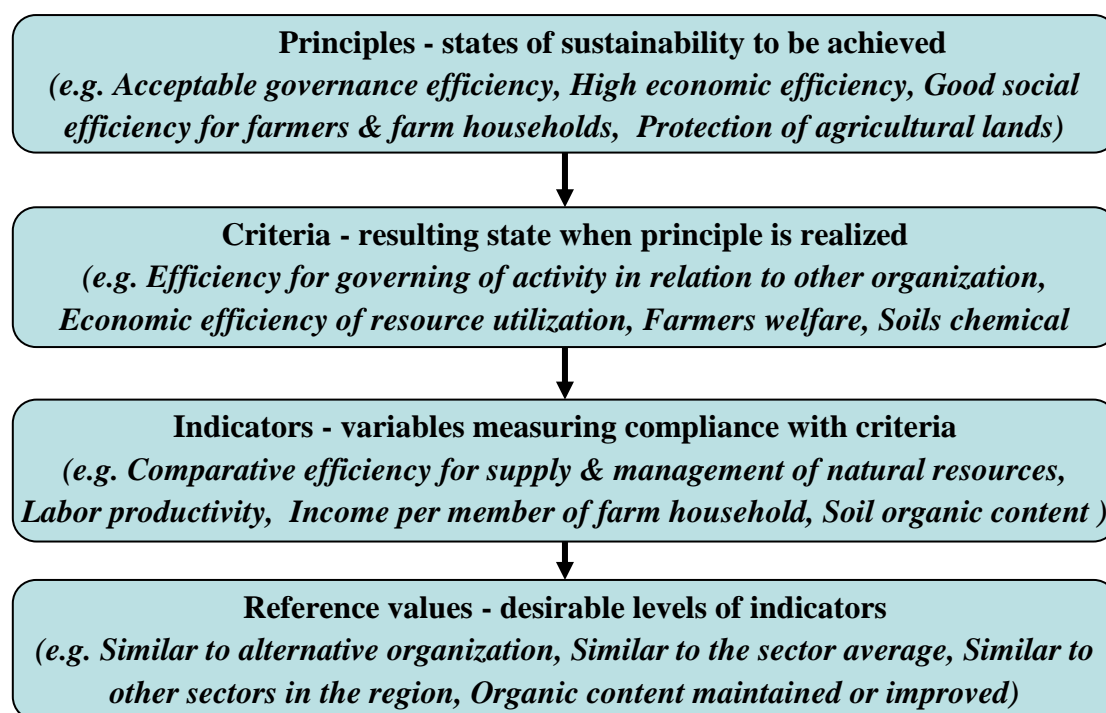 Principles - states of sustainability to be achieved
(e.g. Acceptable governance efficiency, High economic efficiency, Good social
efficiency for farmers & farm households, Protection of agricultural lands)
Criteria - resulting state when principle is realized
(e.g. Efficiency for governing of activity in relation to other organization,
Economic efficiency of resource utilization, Farmers welfare, Soils chemical
Indicators - variables measuring compliance with criteria
(e.g. Comparative efficiency for supply & management of natural resources,
Labor productivity, Income per member of farm household, Soil organic content )
Reference values - desirable levels of indicators
(e.g. Similar to alternative organization, Similar to the sector average, Similar to
other sectors in the region, Organic content maintained or improved)